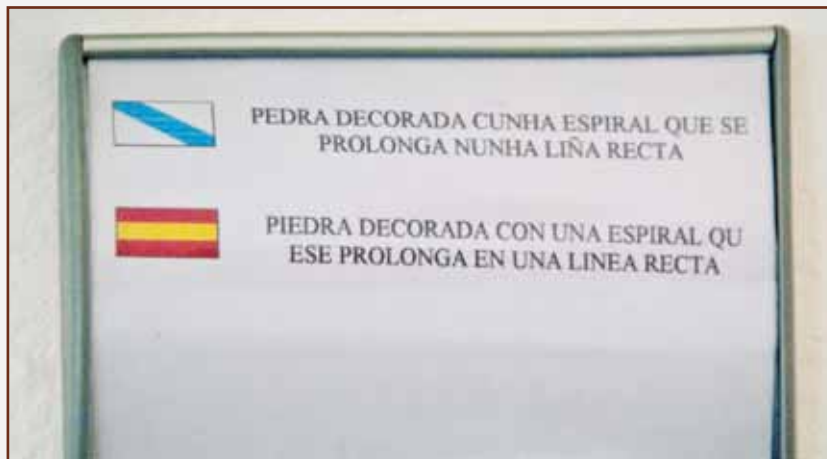 PEDRA DECORADA CUNHA ESPIRAL QUE SE
PROLONGA NUNHA LIÑA RECTA
PIEDRA DECORADA CON UNA ESPIRAL QU
ESE PROLONGA EN UNA LINEA RECTA